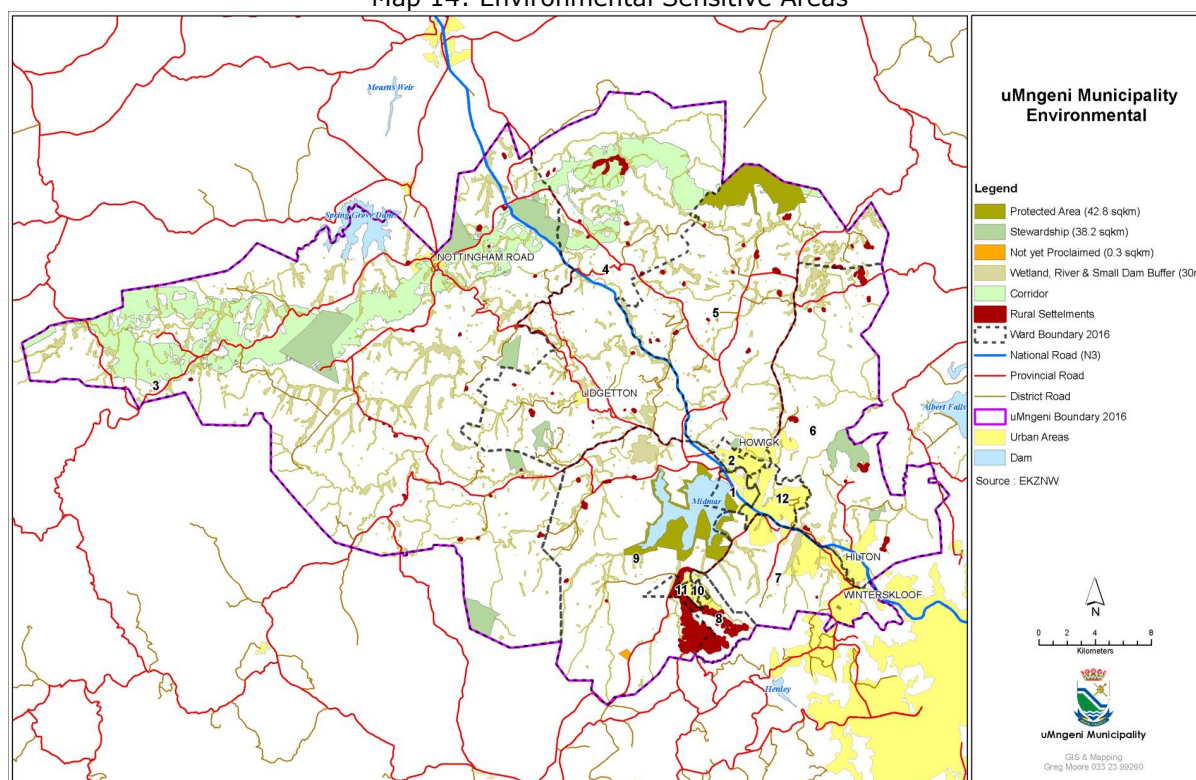 Map 14: Environmental Sensitive Areas
Mearns Weir
Spring Grove Dam
NOTTINGHAM ROAD
4
5
3
LIDGETTON
Albert Falls
6
HOWICK
2
1
12
Midmar
9
HILTON
7
11
10
WINTERSKLOOF
8
Henley
uMngeni Municipality
Environmental
Legend
Protected Area (42.8 sqkm)
Stewardship (38.2 sqkm)
Not yet Proclaimed (0.3 sqkm)
Wetland, River & Small Dam Buffer (30m
Corridor
Rural Settelments
Ward Boundary 2016
National Road (N3)
Provincial Road
District Road
uMngeni Boundary 2016
Urban Areas
Dam
Source : EKZNW
N
0 2 4 8
Kilometers
uMngeni Municipality
GIS & Mapping
Greg Moore 033 23 99260